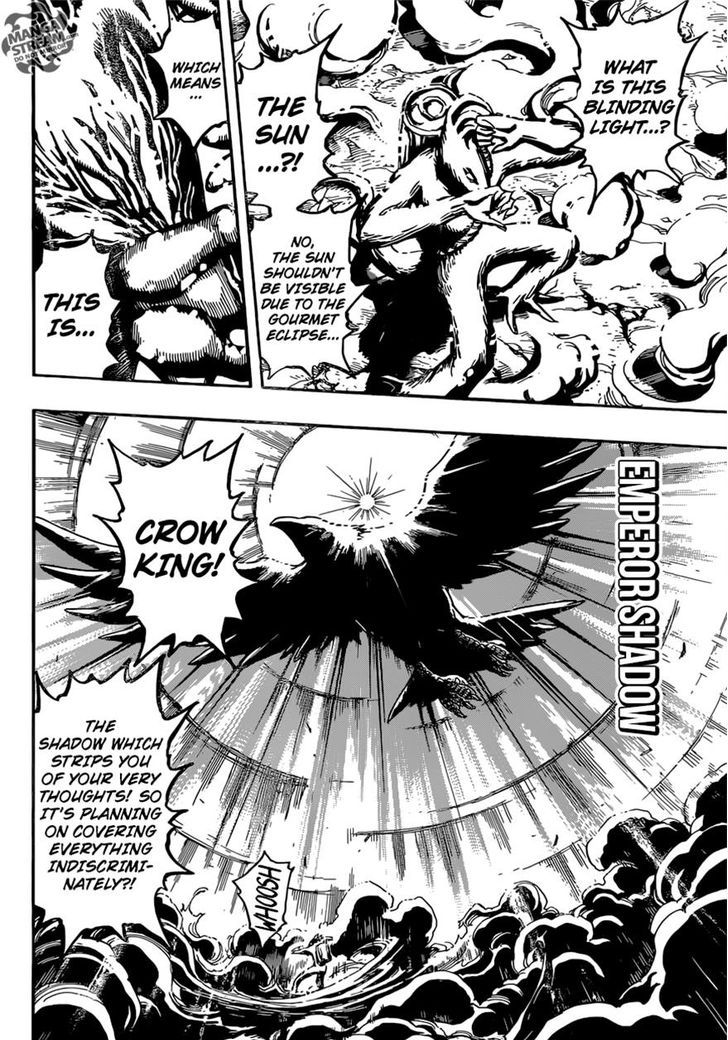 WHAT
IS THIS
BLINDING
LIGHT...?
THE
SUN
...?!
NO,
THE SUN
SHOULDN'T
BE VISIBLE
DUE TO THE
GOURMET
ECLIPSE...
WHICH
MEANS
...
THIS
IS...
EMPEROR SHADOW
CROW
KING!
THE
SHADOW WHICH
STRIPS YOU
OF YOUR VERY
THOUGHTS! SO
IT'S PLANNING
ON COVERING
EVERYTHING
INDISCRIMI-
NATELY?!
WHOOSH
MANGA
STREAM
DO NOT MIRROR